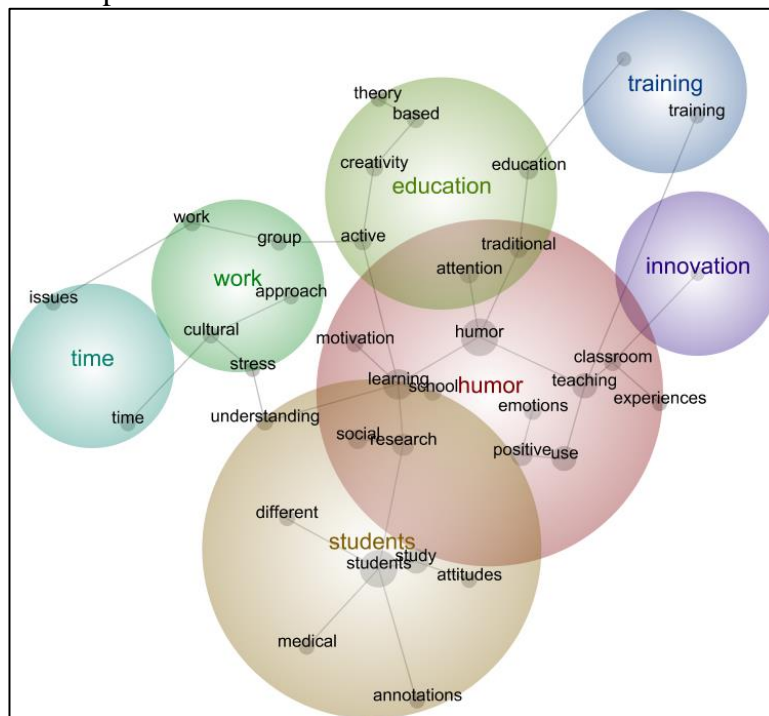 training
theory
training
based
creativity
education
education
work
group
active
traditional
innovation
attention
work
approach
issues
cultural
motivation
humor
time
stress
classroom
learning
humor
teaching
school
experiences
emotions
time
understanding
social
research
positive
use
different
students
study
students
attitudes
medical
annotations